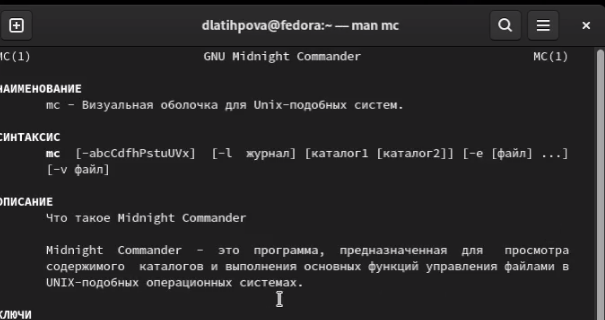 dlatihpova@fedora:~ — man mc
MC(1) GNU Midnight Commander MC(1)
НАИМЕНОВАНИЕ
mc - Визуальная оболочка для Unix-подобных систем.
СИНТАКСИС
mc [-abcCdfhPstuUVx] [-l журнал] [каталог1 [каталог2]] [-e [файл] ...]
[-v файл]
ОПИСАНИЕ
Что такое Midnight Commander
Midnight Commander - это программа, предназначенная для просмотра
содержимого каталогов и выполнения основных функций управления файлами в
UNIX-подобных операционных системах.
КЛЮЧИ